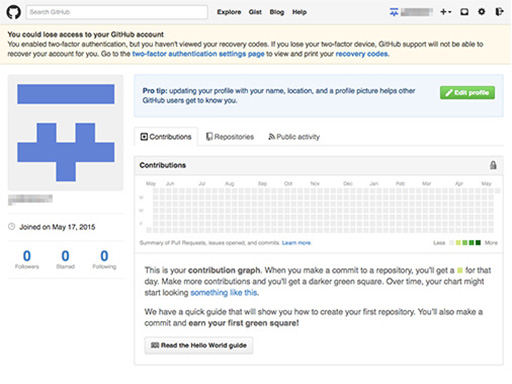 Search GitHub
Explore Gist Blog Help
You could lose access to your GitHub account
You enabled two-factor authentication, but you haven't viewed your recovery codes. If you lose your two-factor device, GitHub support will not be able to
recover your account for you. Go to the two-factor authentication settings page to view and print your recovery codes.
Pro tip: updating your profile with your name, location, and a profile picture helps other
GitHub users get to know you.
Edit profile
Contributions Repositories Public activity
Contributions
May Jun Jul Aug Sep Oct Nov Dec Jan Feb Mar Apr May
M
W
F
Summary of Pull Requests, issues opened, and commits. Learn more.
Less More
Joined on May 17, 2015
0 0 0
Followers Starred Following
This is your contribution graph. When you make a commit to a repository, you'll get a for that
day. Make more contributions and you'll get a darker green square. Over time, your chart might
start looking something like this.
We have a quick guide that will show you how to create your first repository. You'll also make a
commit and earn your first green square!
Read the Hello World guide